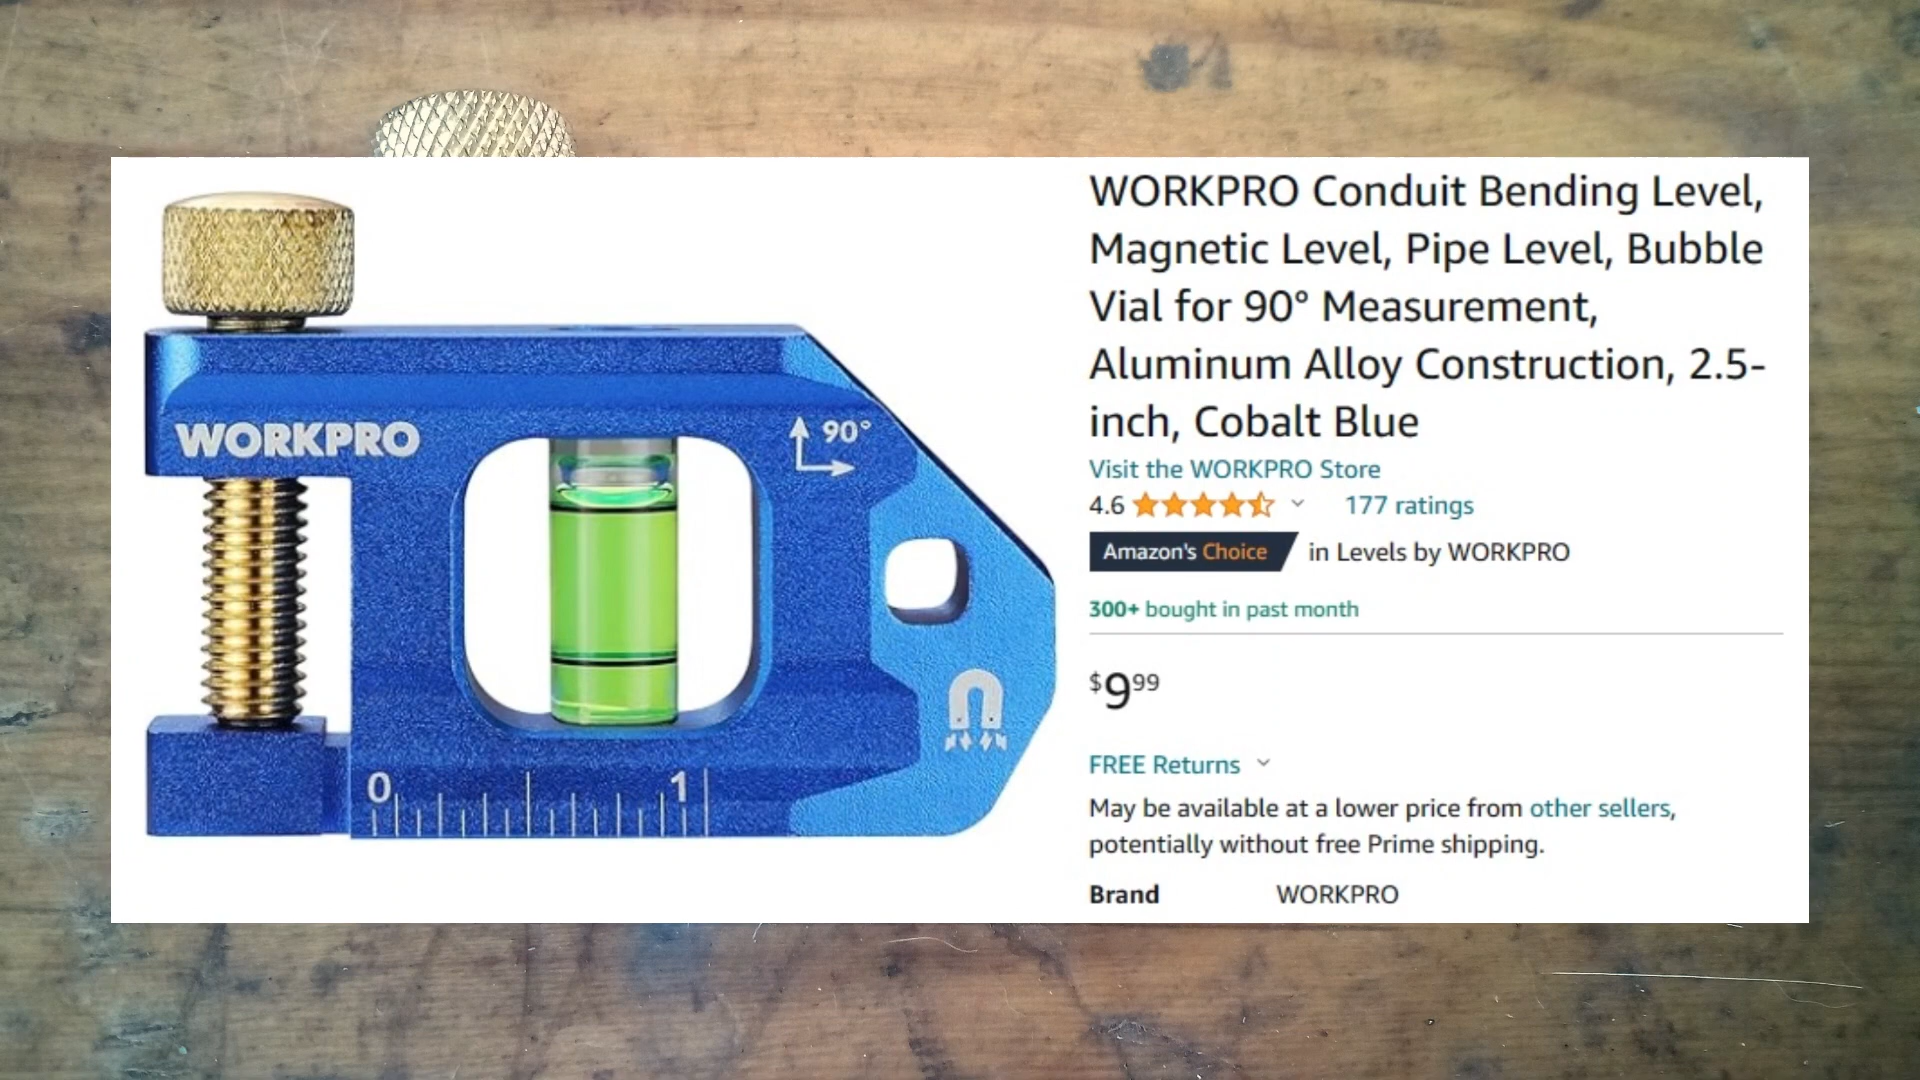 WORKPRO
90°
0 1
WORKPRO Conduit Bending Level,
Magnetic Level, Pipe Level, Bubble
Vial for 90° Measurement,
Aluminum Alloy Construction, 2.5-
inch, Cobalt Blue
Visit the WORKPRO Store
4.6 177 ratings
Amazon's Choice in Levels by WORKPRO
300+ bought in past month
$999
FREE Returns
May be available at a lower price from other sellers,
potentially without free Prime shipping.
Brand WORKPRO